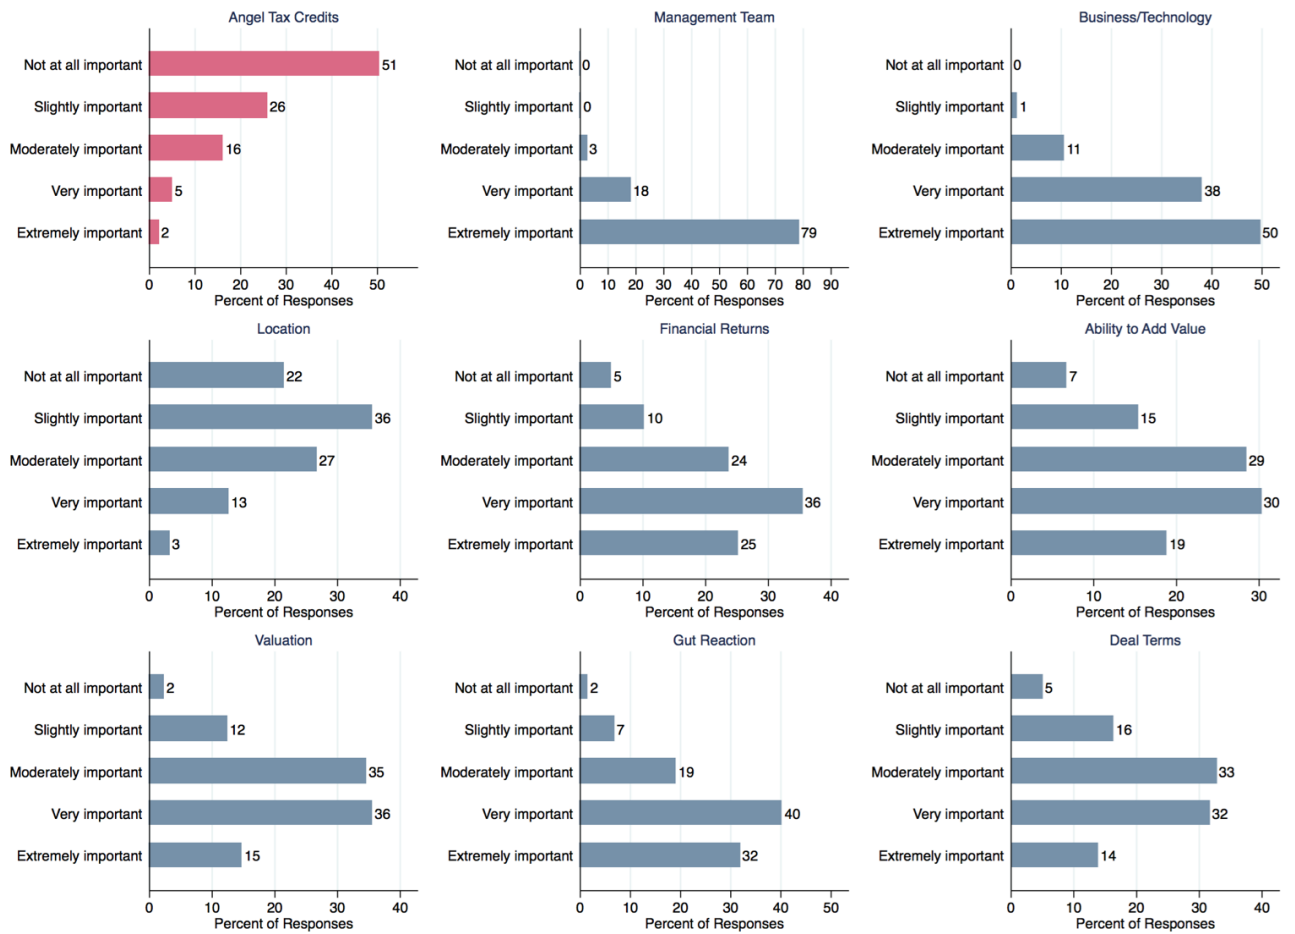 Angel Tax Credits
Not at all important 51
Slightly important 26
Moderately important 16
Very important 5
Extremely important 2
0 10 20 30 40 50
Percent of Responses
Management Team
Not at all important 0
Slightly important 0
Moderately important 3
Very important 18
Extremely important 79
0 10 20 30 40 50 60 70 80 90
Percent of Responses
Business/Technology
Not at all important 0
Slightly important 1
Moderately important 11
Very important 38
Extremely important 50
0 10 20 30 40 50
Percent of Responses
Location
Not at all important 22
Slightly important 36
Moderately important 27
Very important 13
Extremely important 3
0 10 20 30 40
Percent of Responses
Financial Returns
Not at all important 5
Slightly important 10
Moderately important 24
Very important 36
Extremely important 25
0 10 20 30 40
Percent of Responses
Ability to Add Value
Not at all important 7
Slightly important 15
Moderately important 29
Very important 30
Extremely important 19
0 10 20 30
Percent of Responses
Valuation
Not at all important 2
Slightly important 12
Moderately important 35
Very important 36
Extremely important 15
0 10 20 30 40
Percent of Responses
Gut Reaction
Not at all important 2
Slightly important 7
Moderately important 19
Very important 40
Extremely important 32
0 10 20 30 40 50
Percent of Responses
Deal Terms
Not at all important 5
Slightly important 16
Moderately important 33
Very important 32
Extremely important 14
0 10 20 30 40
Percent of Responses